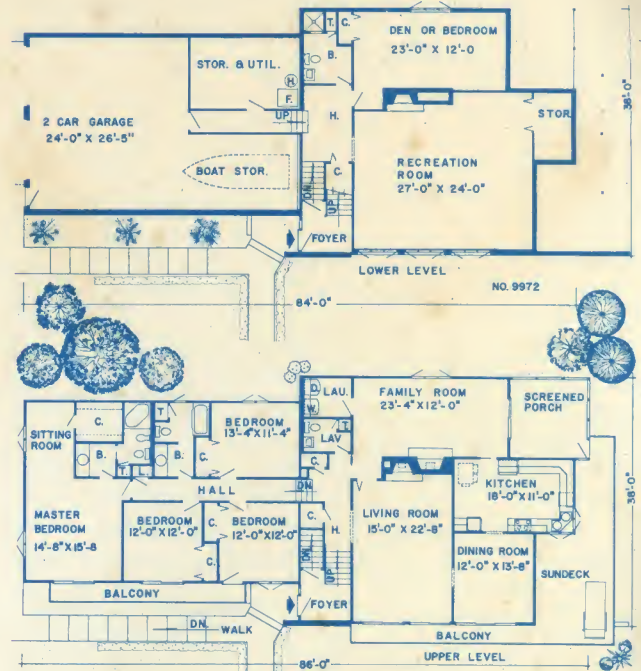 T.
C.
DEN OR BEDROOM
23'-0" X 12'-0
B.
STOR. & UTIL.
H.
F.
UP
2 CAR GARAGE
24'-0" X 26'-5"
H.
STOR.
BOAT STOR.
C.
DN.
UP
RECREATION
ROOM
27'-0" X 24'-0"
FOYER
38'-0"
LOWER LEVEL
NO. 9972
84'-0"
SITTING
ROOM
C.
B.
T.
L.
T.
B.
C.
BEDROOM
13'-4" X 11'-4"
D.
W.
LAU.
LAV
T.
C.
FAMILY ROOM
23'-4 X 12'-0"
SCREENED
PORCH
HALL
DN.
KITCHEN
16'-0" X 11'-0"
MASTER
BEDROOM
14'-8" X 15'-8
BEDROOM
12'-0" X 12'-0"
C.
C.
BEDROOM
12'-0" X 12'-0"
C.
H.
DN.
UP
LIVING ROOM
15'-0" X 22'-8"
DINING ROOM
12'-0" X 13'-8"
SUNDECK
38'-0"
BALCONY
FOYER
DN.
WALK
BALCONY
86'-0"
UPPER LEVEL